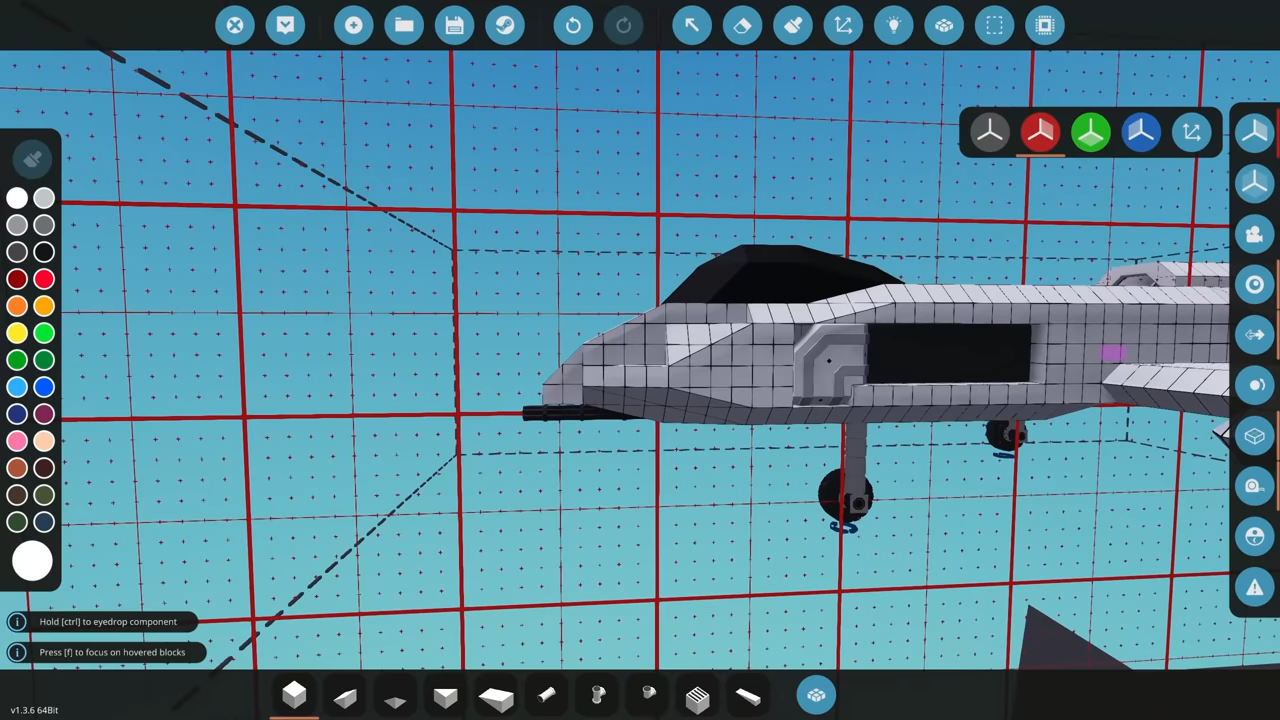 Hold [ctrl] to eyedrop component
Press [f] to focus on hovered blocks
v1.3.6 64Bit